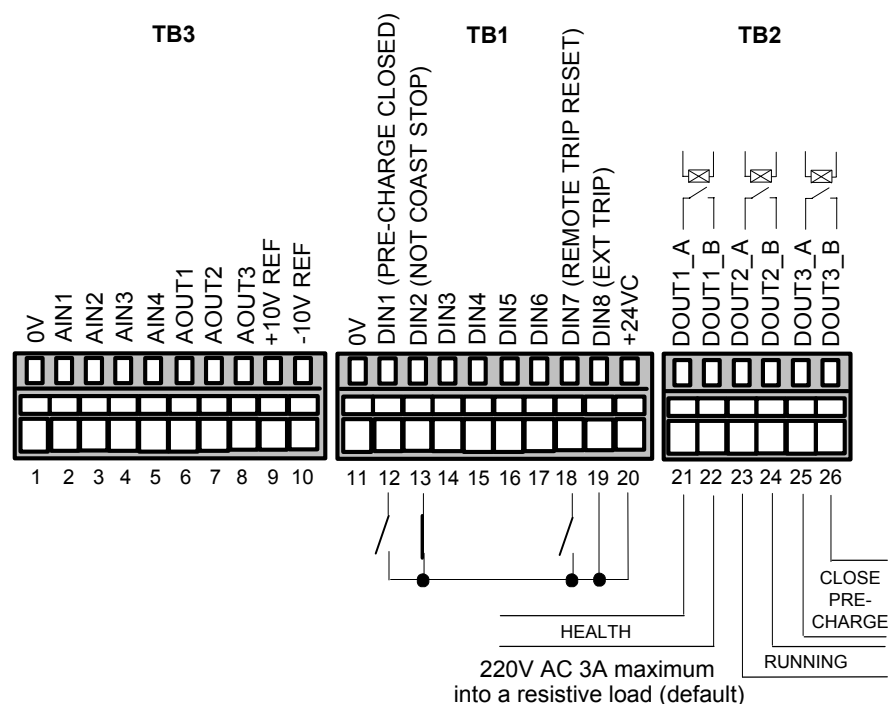 TB3
TB1
TB2
0V
AIN1
AIN2
AIN3
AIN4
AOUT1
AOUT2
AOUT3
+10V REF
-10V REF
0V
DIN1 (PRE-CHARGE CLOSED)
DIN2 (NOT COAST STOP)
DIN3
DIN4
DIN5
DIN6
DIN7 (REMOTE TRIP RESET)
DIN8 (EXT TRIP)
+24VC
DOUT1_A
DOUT1_B
DOUT2_A
DOUT2_B
DOUT3_A
DOUT3_B
1 2 3 4 5 6 7 8 9 10
11 12 13 14 15 16 17 18 19 20
21 22 23 24 25 26
CLOSE
PRE-
CHARGE
HEALTH
RUNNING
220V AC 3A maximum
into a resistive load (default)